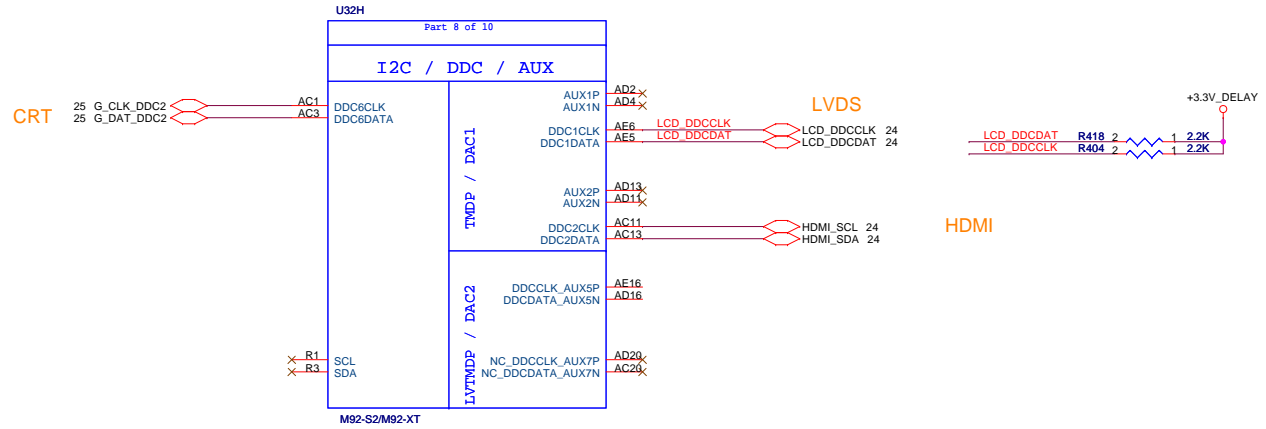 U32H
Part 8 of 10
I2C / DDC / AUX
CRT
25 G_CLK_DDC2
25 G_DAT_DDC2
AC1
AC3
DDC6CLK
DDC6DATA
R1
R3
SCL
SDA
TMDP / DAC1
LVTMDP / DAC2
AUX1P AD2
AUX1N AD4
DDC1CLK AE6 LCD_DDCCLK LCD_DDCCLK 24
DDC1DATA AE5 LCD_DDCDAT LCD_DDCDAT 24
LVDS
AUX2P AD13
AUX2N AD11
DDC2CLK AC11 HDMI_SCL 24
DDC2DATA AC13 HDMI_SDA 24
HDMI
DDCCLK_AUX5P AE16
DDCDATA_AUX5N AD16
NC_DDCCLK_AUX7P AD20
NC_DDCDATA_AUX7N AC20
M92-S2/M92-XT
+3.3V_DELAY
LCD_DDCDAT R418 2 1 2.2K
LCD_DDCCLK R404 2 1 2.2K